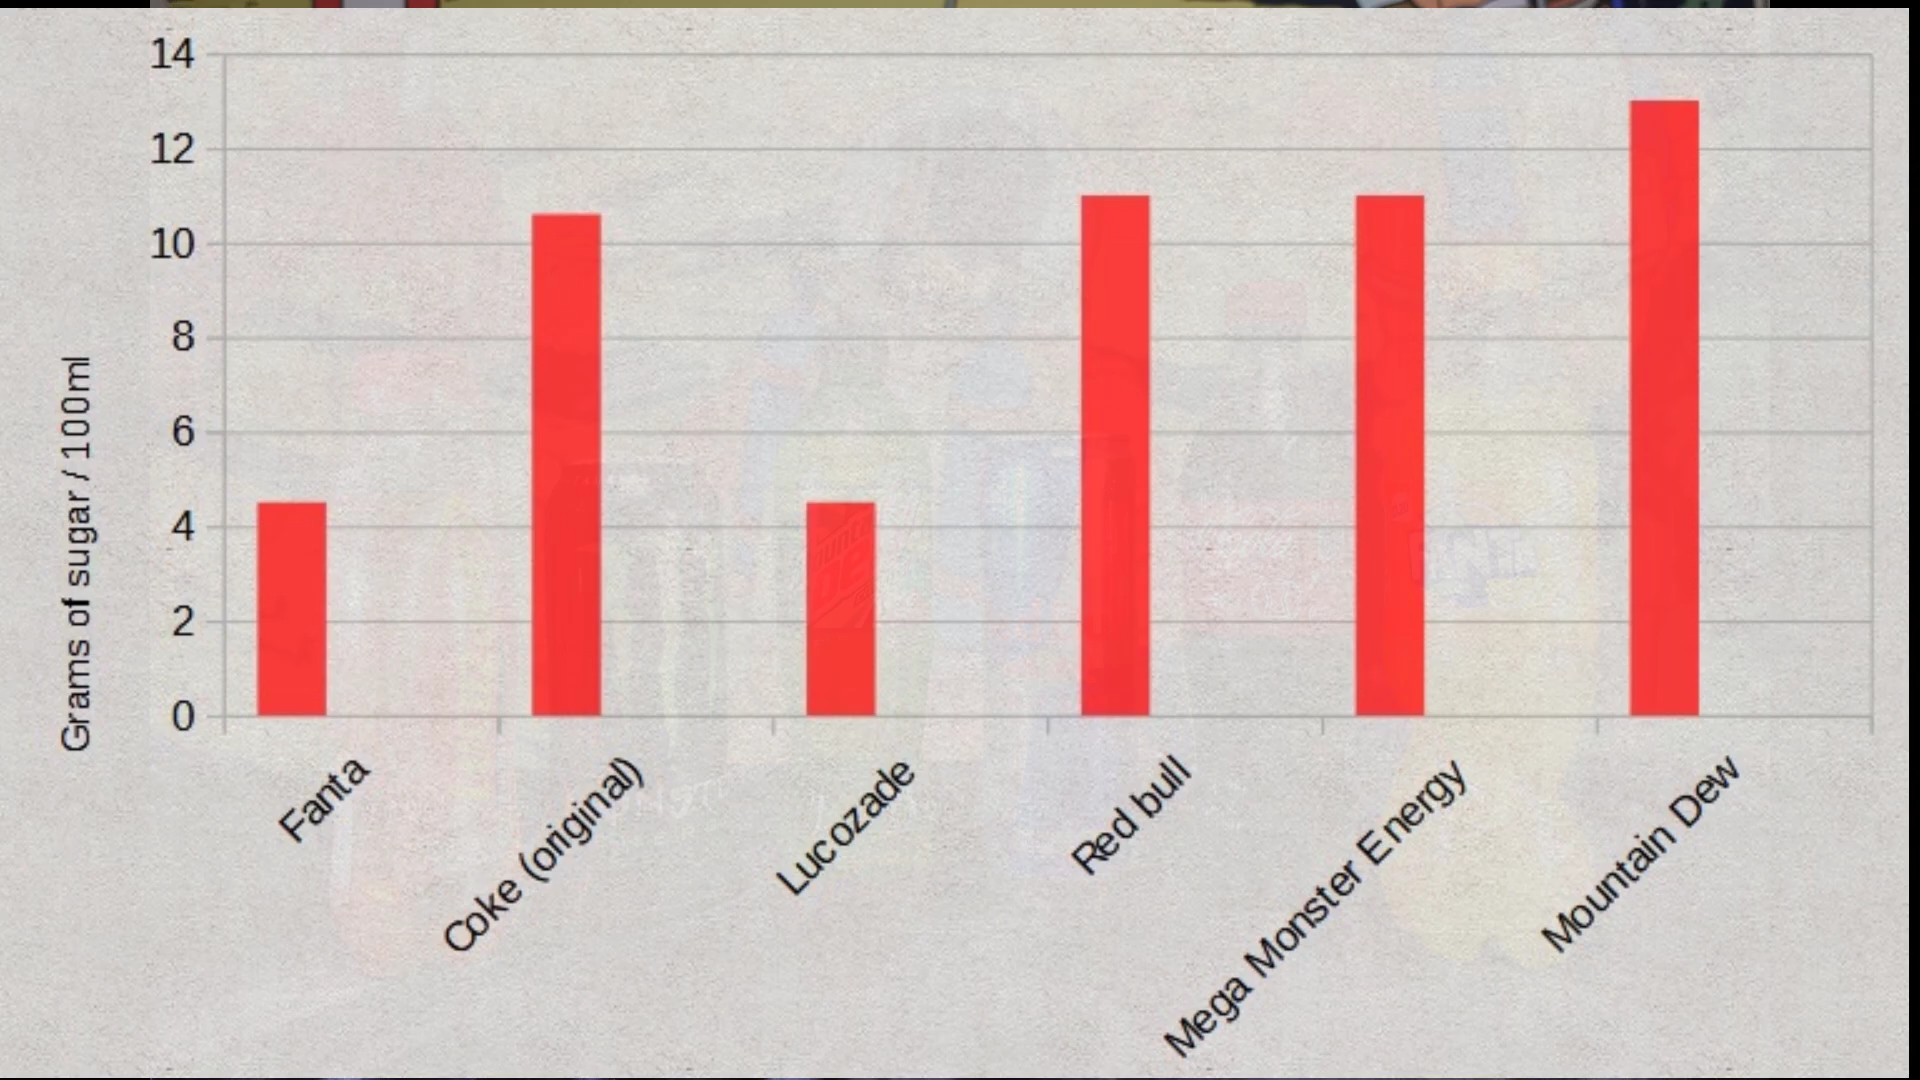 14
12
10
8
6
4
2
0
Grams of sugar / 100ml
Fanta
Coke (original)
Lucozade
Red bull
Mega Monster Energy
Mountain Dew